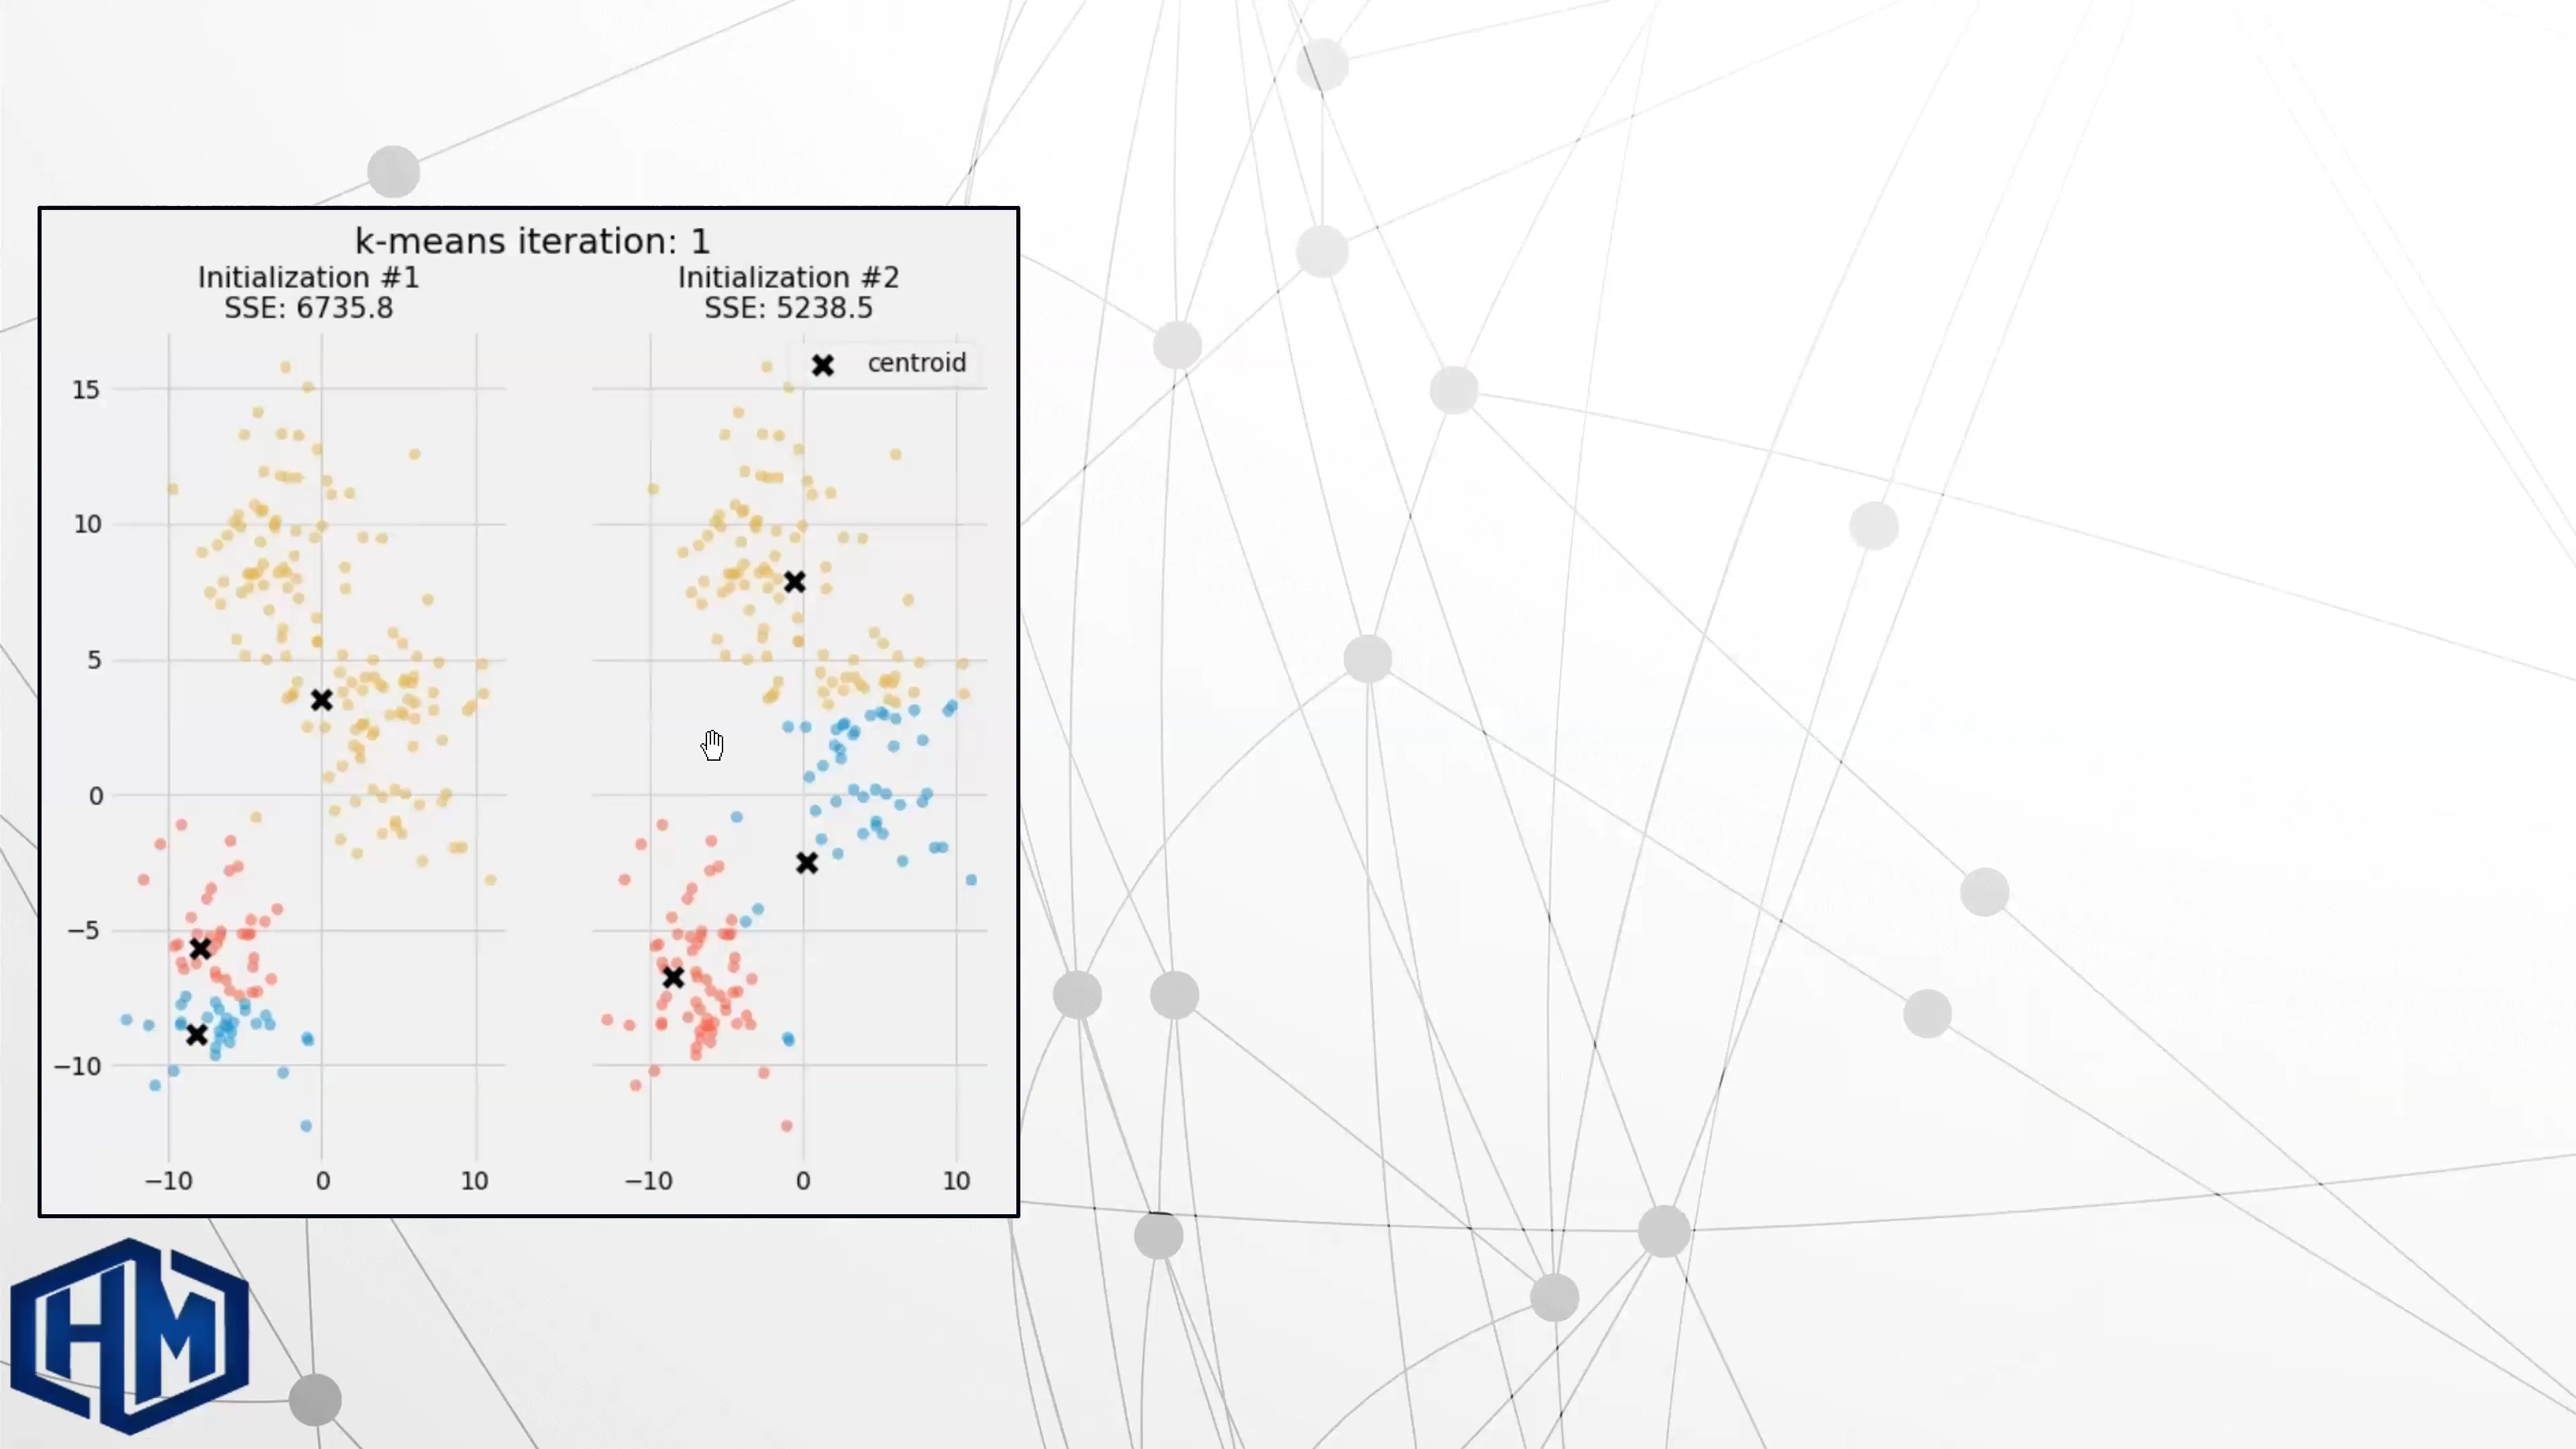 k-means iteration: 1
Initialization #1
SSE: 6735.8
Initialization #2
SSE: 5238.5
centroid
15
10
5
0
−5
−10
−10 0 10
−10 0 10
HM